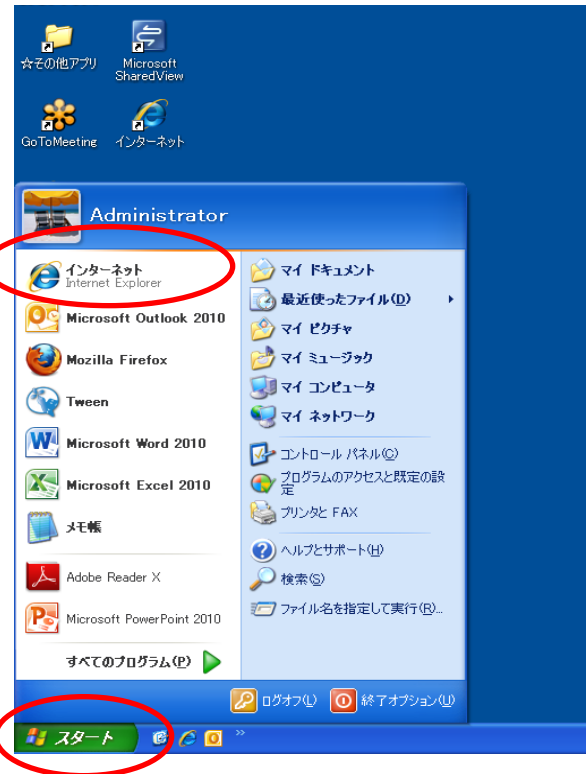 ☆その他アプリ
Microsoft
SharedView
GoToMeeting
インターネット
Administrator
インターネット
Internet Explorer
Microsoft Outlook 2010
Mozilla Firefox
Tween
Microsoft Word 2010
Microsoft Excel 2010
メモ帳
Adobe Reader X
Microsoft PowerPoint 2010
すべてのプログラム(P)
マイ ドキュメント
最近使ったファイル(D)
マイ ピクチャ
マイ ミュージック
マイ コンピュータ
マイ ネットワーク
コントロール パネル(C)
プログラムのアクセスと既定の設
定
プリンタと FAX
ヘルプとサポート(H)
検索(S)
ファイル名を指定して実行(R)...
ログオフ(L)
終了オプション(U)
スタート